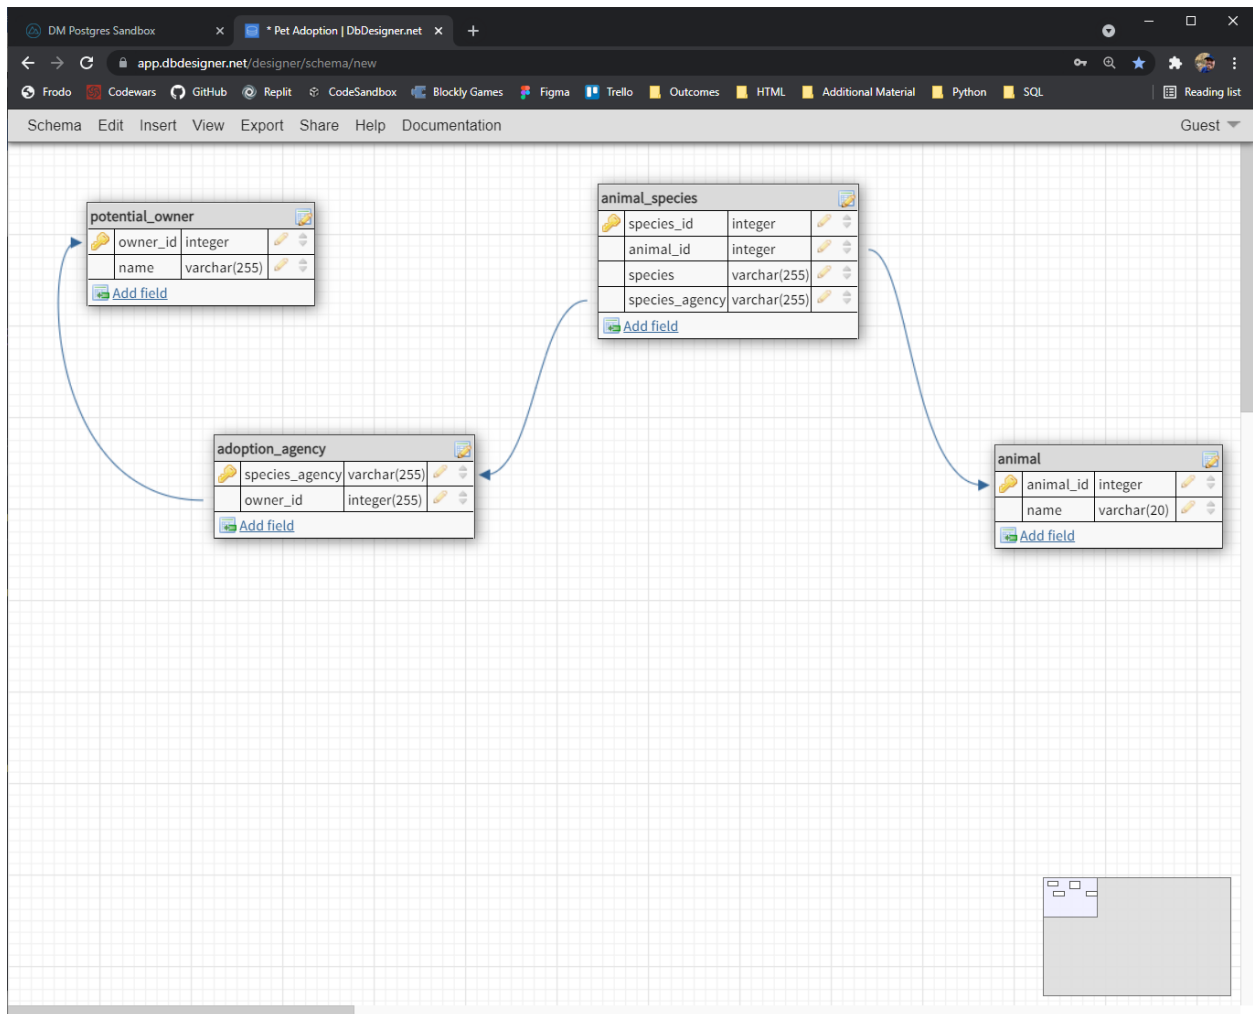 DM Postgres Sandbox * Pet Adoption | DbDesigner.net
app.dbdesigner.net/designer/schema/new
Frodo Codewars GitHub Replit CodeSandbox Blockly Games Figma Trello Outcomes HTML Additional Material Python SQL Reading list
Schema Edit Insert View Export Share Help Documentation Guest
potential_owner
owner_id integer
name varchar(255)
Add field
animal_species
species_id integer
animal_id integer
species varchar(255)
species_agency varchar(255)
Add field
adoption_agency
species_agency varchar(255)
owner_id integer(255)
Add field
animal
animal_id integer
name varchar(20)
Add field